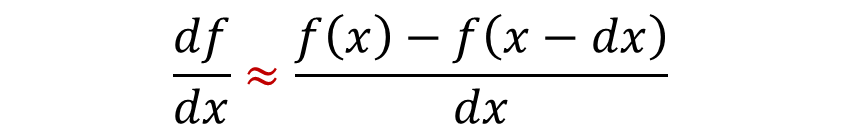 df/dx ≈ (f(x) − f(x − dx))/dx